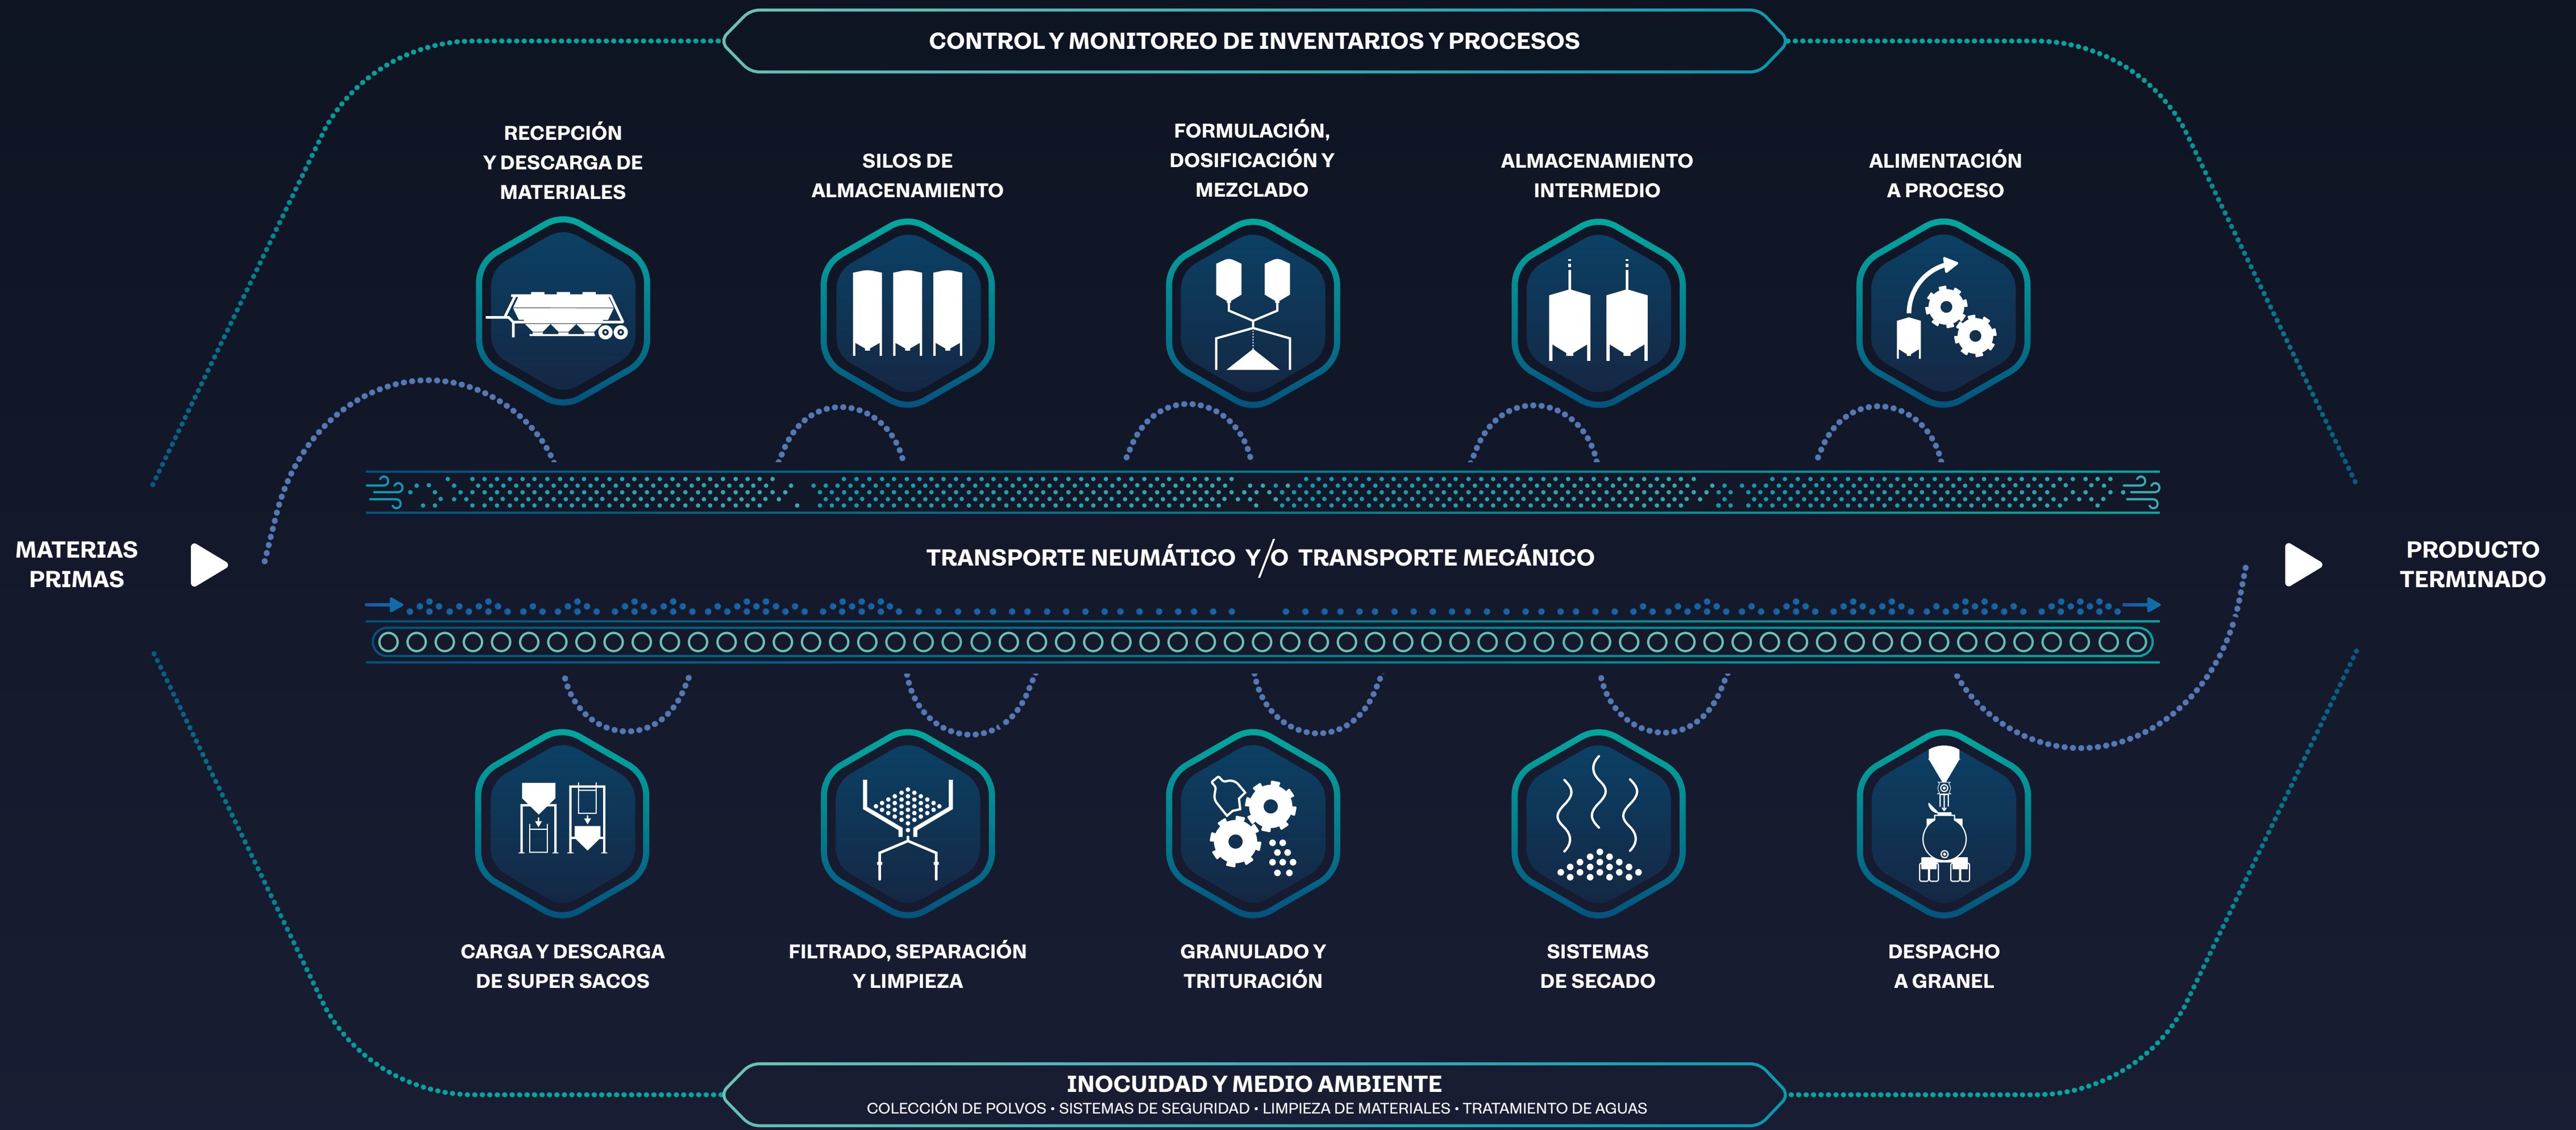 CONTROL Y MONITOREO DE INVENTARIOS Y PROCESOS
RECEPCIÓN
Y DESCARGA DE
MATERIALES
SILOS DE
ALMACENAMIENTO
FORMULACIÓN,
DOSIFICACIÓN Y
MEZCLADO
ALMACENAMIENTO
INTERMEDIO
ALIMENTACIÓN
A PROCESO
MATERIAS
PRIMAS
TRANSPORTE NEUMÁTICO Y/O TRANSPORTE MECÁNICO
PRODUCTO
TERMINADO
CARGA Y DESCARGA
DE SUPER SACOS
FILTRADO, SEPARACIÓN
Y LIMPIEZA
GRANULADO Y
TRITURACIÓN
SISTEMAS
DE SECADO
DESPACHO
A GRANEL
INOCUIDAD Y MEDIO AMBIENTE
COLECCIÓN DE POLVOS • SISTEMAS DE SEGURIDAD • LIMPIEZA DE MATERIALES • TRATAMIENTO DE AGUAS